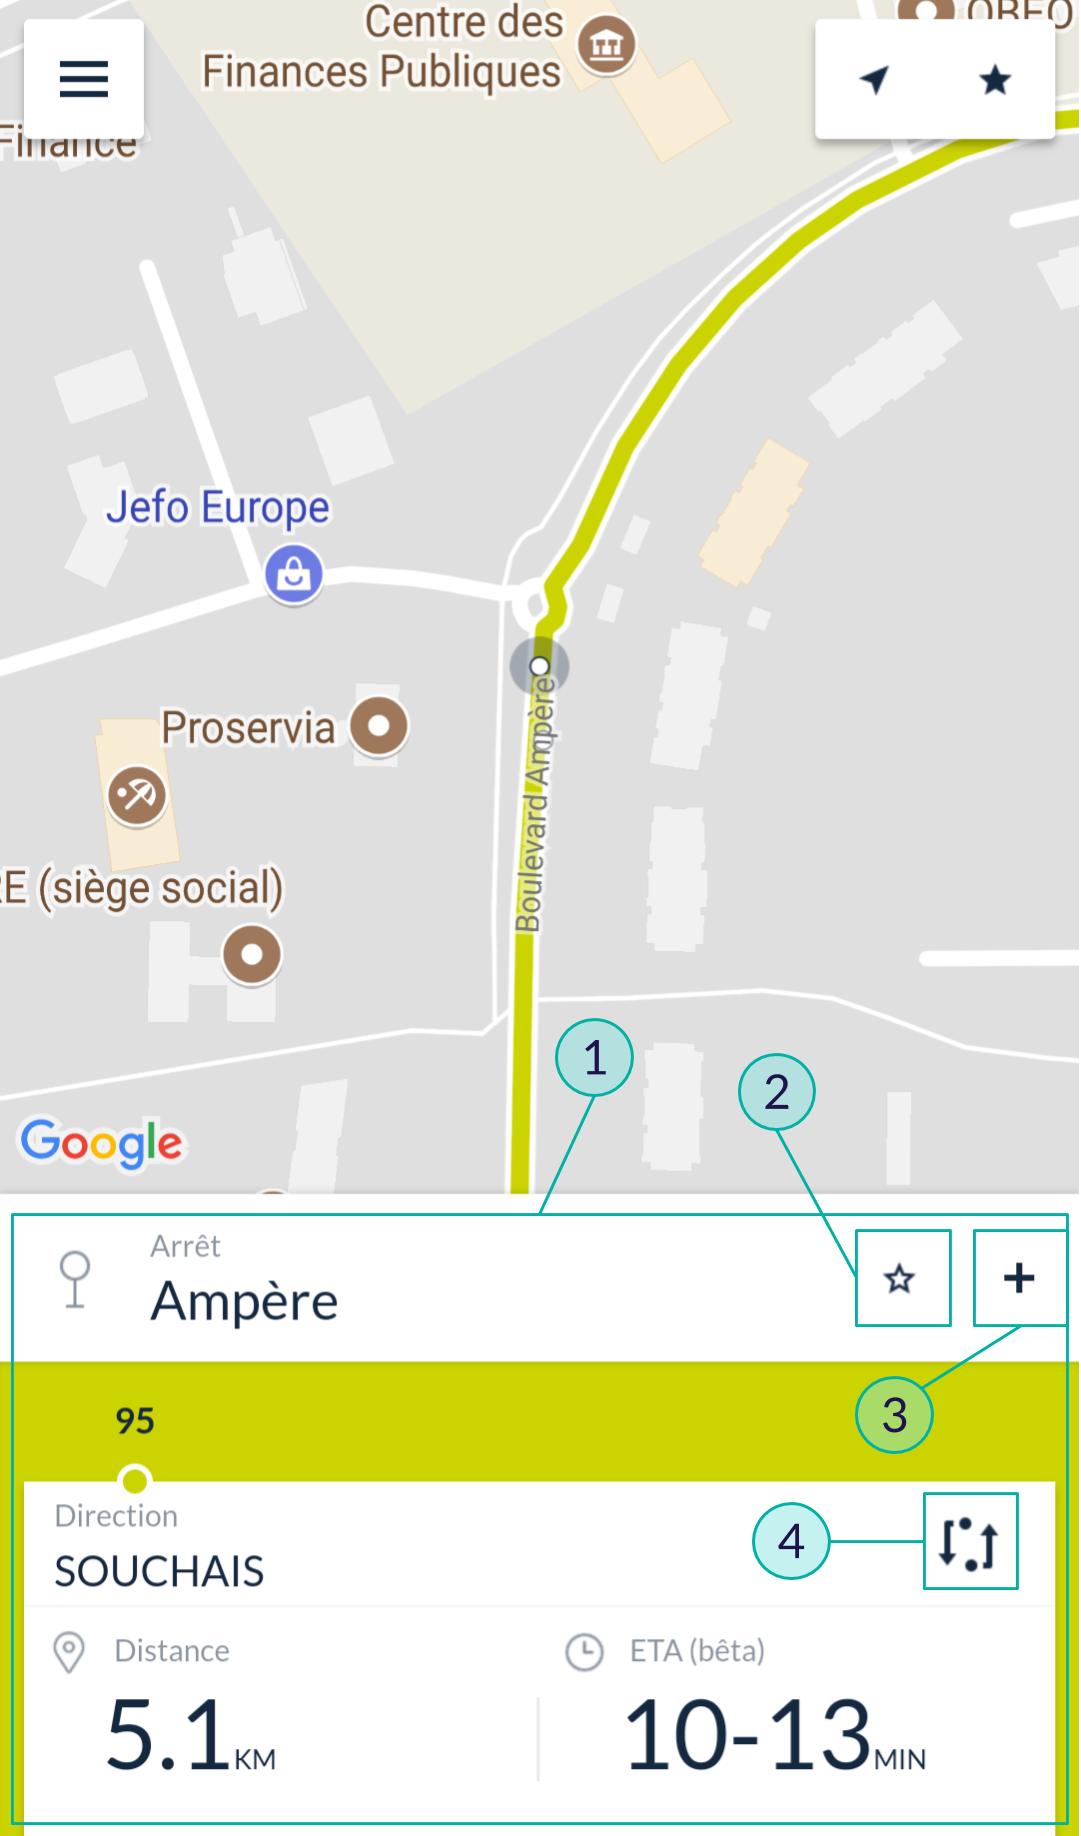 Centre des
Finances Publiques
OBEO
Finance
Jefo Europe
Proservia
RE (siège social)
Boulevard Ampère
Google
1
2
Arrêt
Ampère
3
95
Direction
SOUCHAIS
4
Distance
ETA (bêta)
5.1KM
10-13MIN